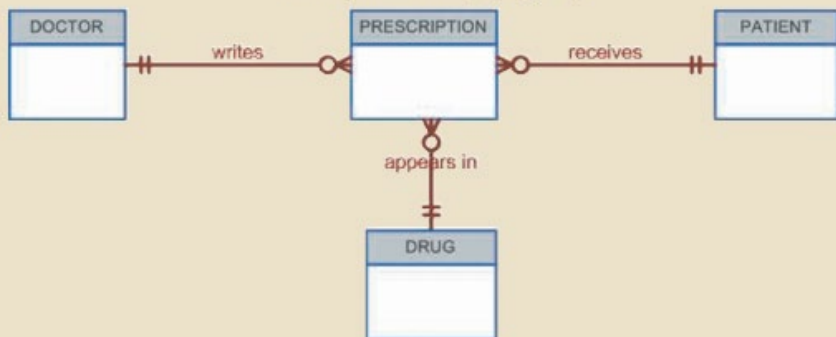 DOCTOR
PRESCRIPTION
PATIENT
writes
receives
appears in
DRUG